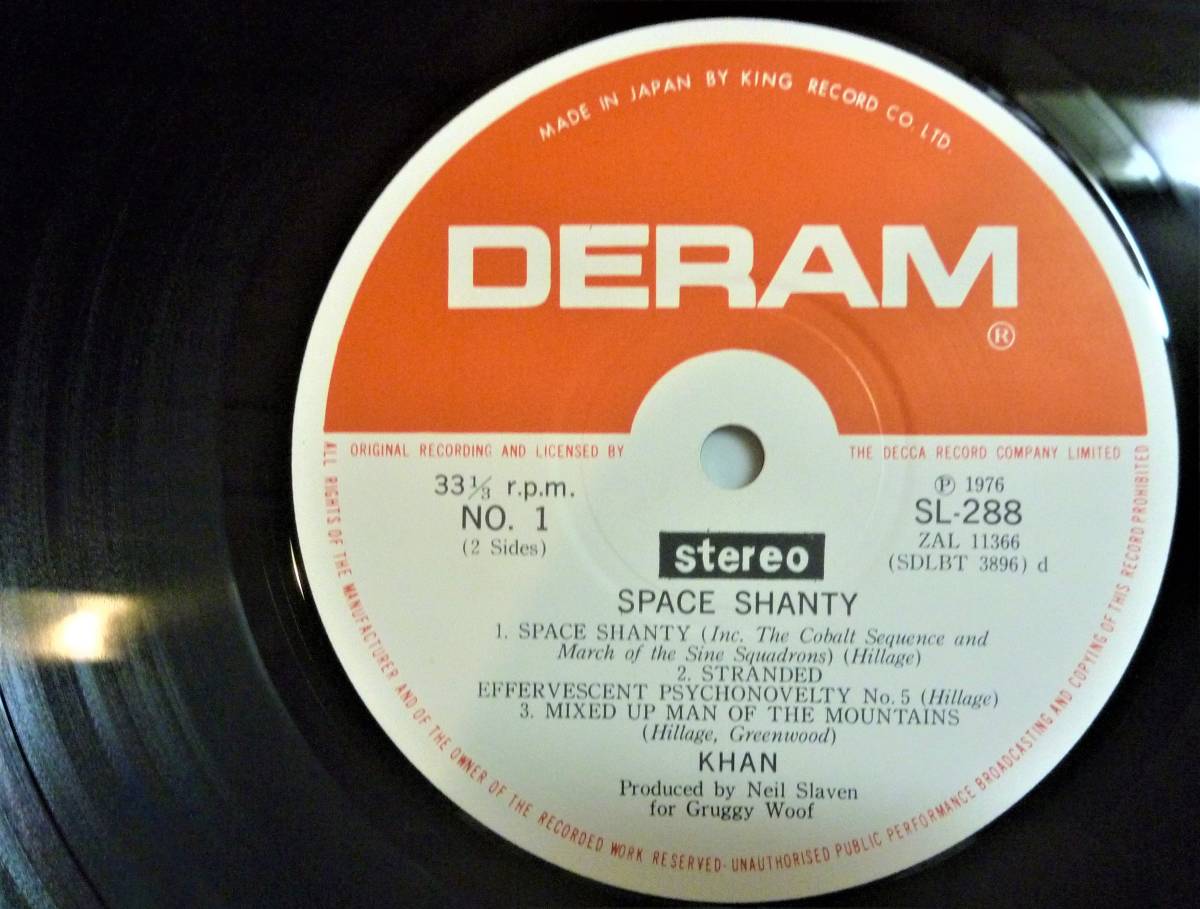 MADE IN JAPAN BY KING RECORD CO. LTD.
DERAM
®
ORIGINAL RECORDING AND LICENSED BY THE DECCA RECORD COMPANY LIMITED
33⅓ r.p.m.
NO. 1
(2 Sides)
℗ 1976
SL-288
ZAL 11366
(SDLBT 3896) d
stereo
SPACE SHANTY
1. SPACE SHANTY (Inc. The Cobalt Sequence and
March of the Sine Squadrons) (Hillage)
2. STRANDED
EFFERVESCENT PSYCHONOVELTY No. 5 (Hillage)
3. MIXED UP MAN OF THE MOUNTAINS
(Hillage, Greenwood)
KHAN
Produced by Neil Slaven
for Gruggy Woof
ALL RIGHTS OF THE MANUFACTURER AND OF THE OWNER OF THE RECORDED WORK RESERVED-UNAUTHORISED PUBLIC PERFORMANCE BROADCASTING AND COPYING OF THIS RECORD PROHIBITED